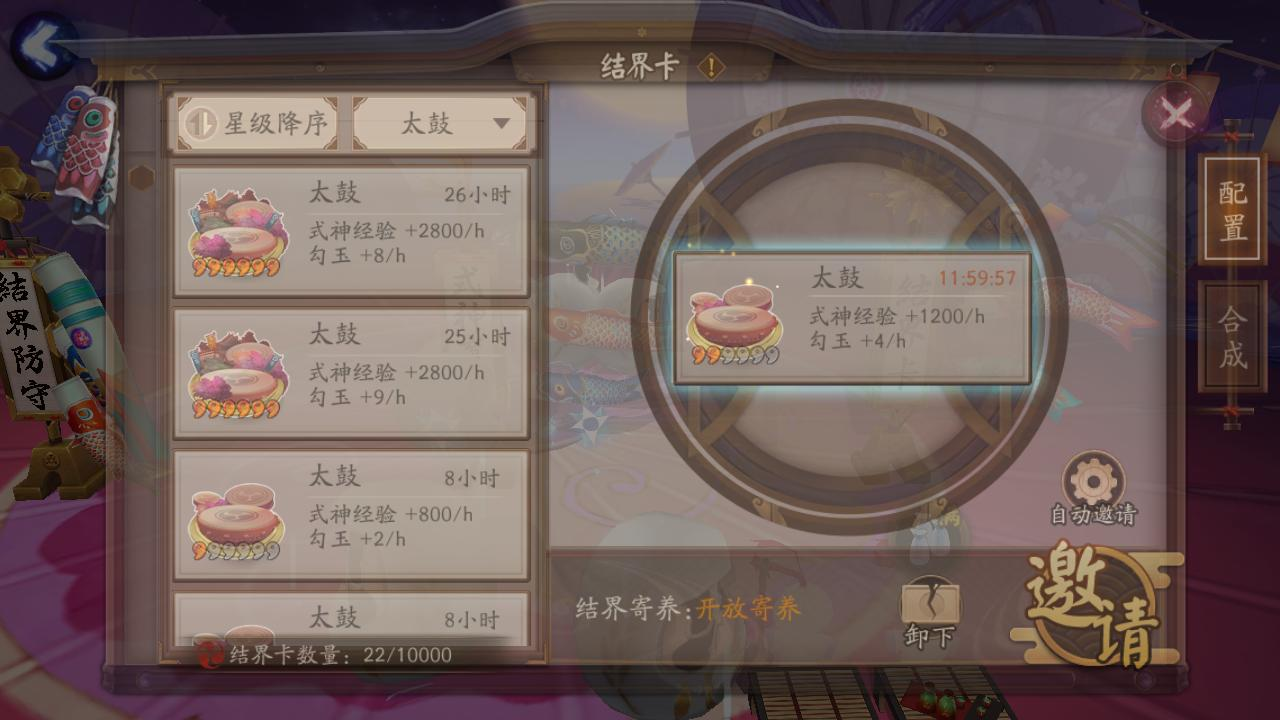 结界卡
星级降序
太鼓
太鼓 26小时
式神经验 +2800/h
勾玉 +8/h
太鼓 25小时
式神经验 +2800/h
勾玉 +9/h
太鼓 8小时
式神经验 +800/h
勾玉 +2/h
太鼓 8小时
结界卡数量：22/10000
太鼓 11:59:57
式神经验 +1200/h
勾玉 +4/h
自动邀请
结界寄养:开放寄养
卸下
邀请
配置
合成
结界防守
满